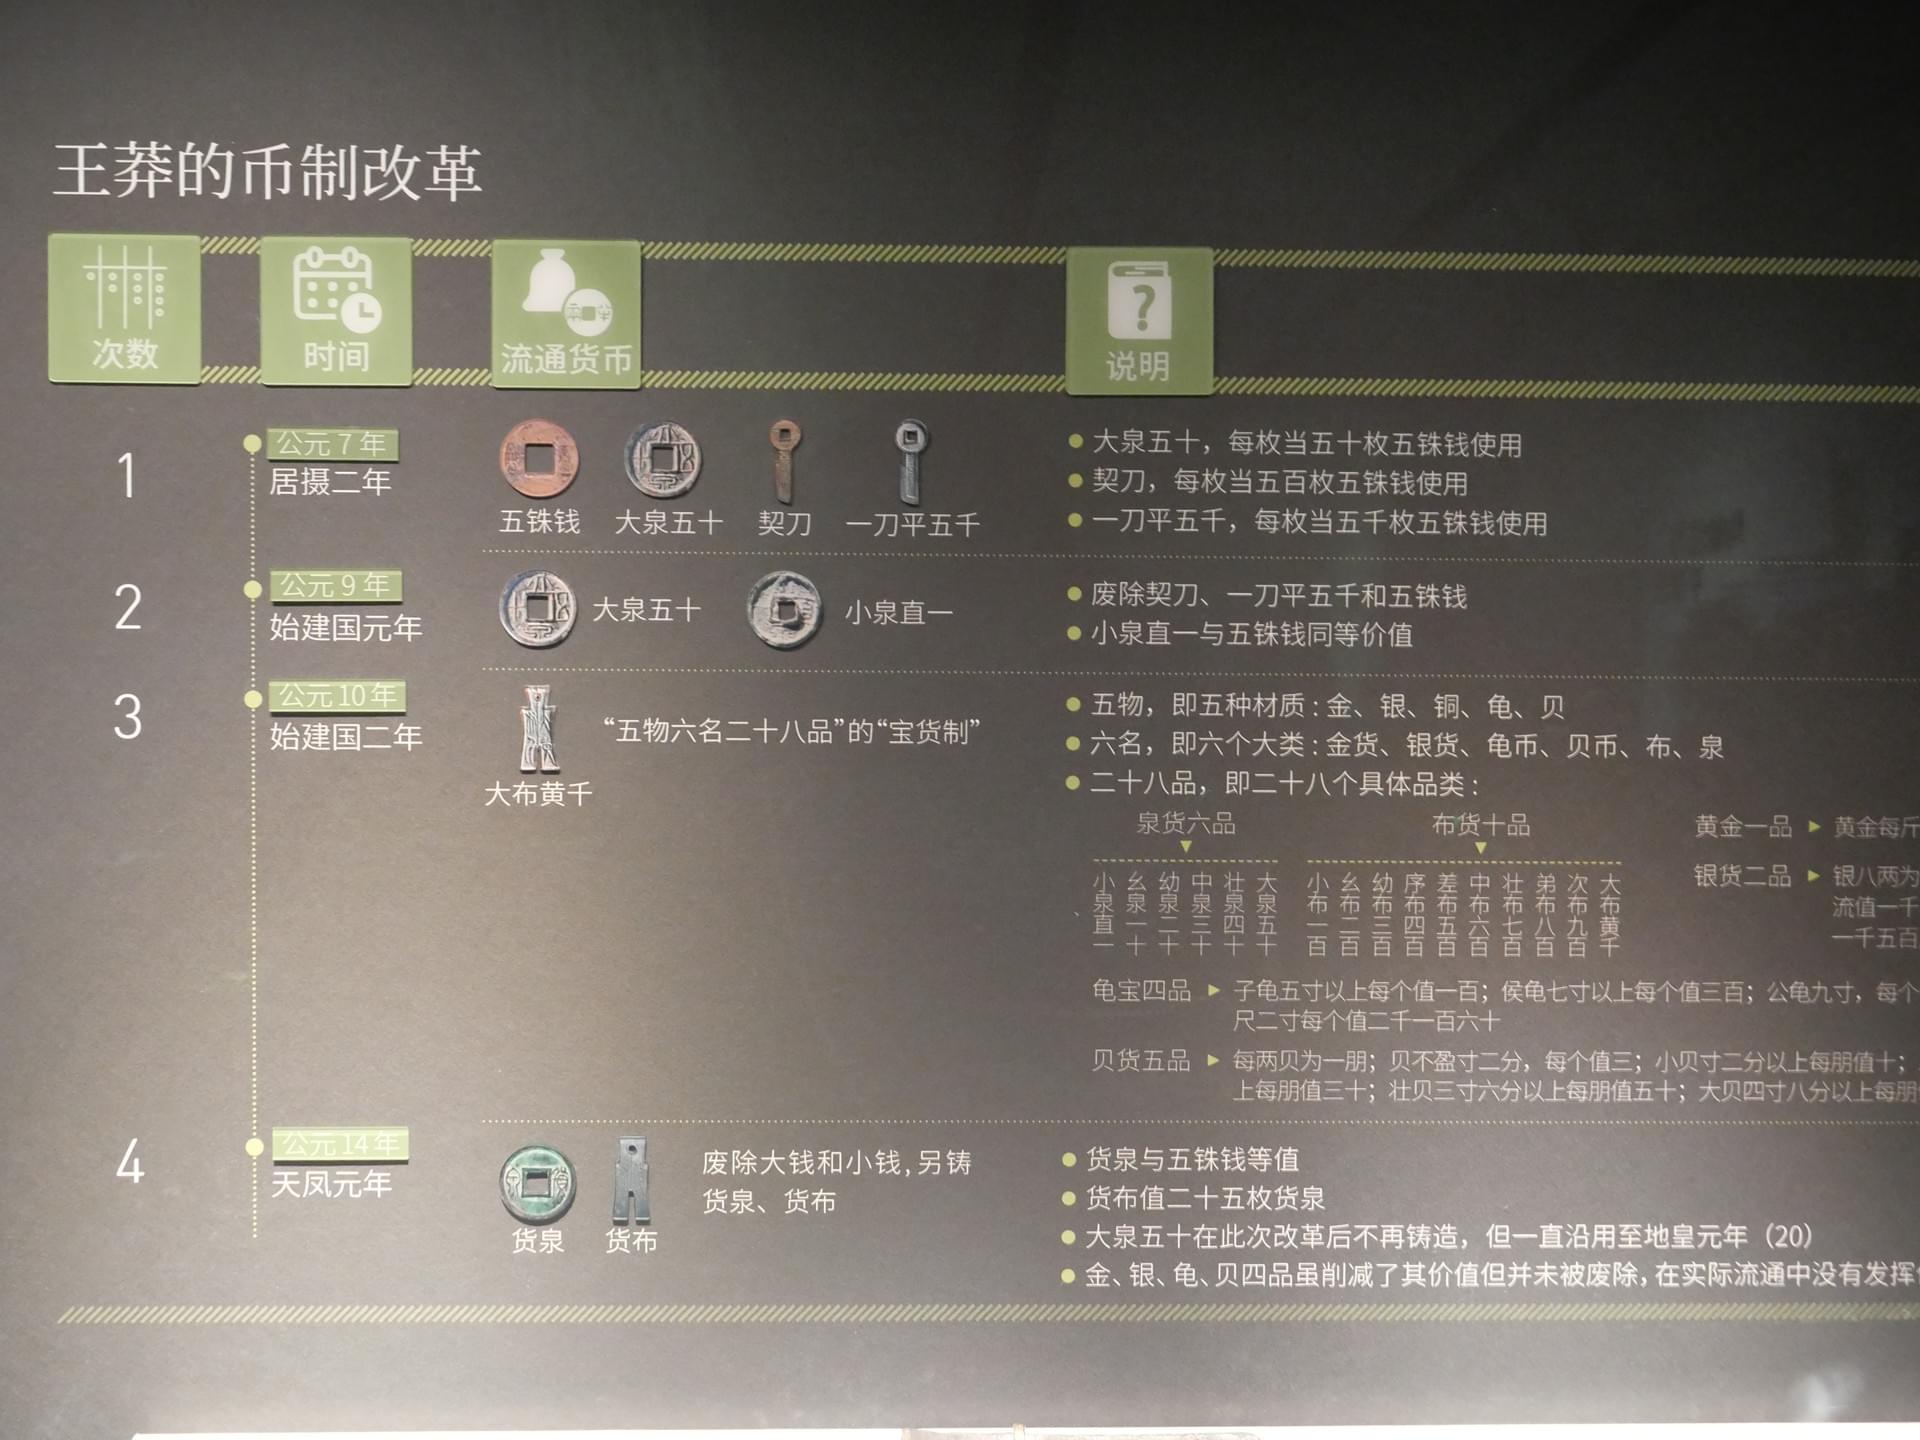 王莽的币制改革
次数
时间
流通货币
说明
1
公元7年
居摄二年
五铢钱
大泉五十
契刀
一刀平五千
大泉五十，每枚当五十枚五铢钱使用
契刀，每枚当五百枚五铢钱使用
一刀平五千，每枚当五千枚五铢钱使用
2
公元9年
始建国元年
大泉五十
小泉直一
废除契刀、一刀平五千和五铢钱
小泉直一与五铢钱同等价值
3
公元10年
始建国二年
大布黄千
“五物六名二十八品”的“宝货制”
五物，即五种材质：金、银、铜、龟、贝
六名，即六个大类：金货、银货、龟币、贝币、布、泉
二十八品，即二十八个具体品类：
泉货六品
小泉直一
幺泉一十
幼泉二十
中泉三十
壮泉四十
大泉五十
布货十品
小布一百
幺布二百
幼布三百
序布四百
差布五百
中布六百
壮布七百
弟布八百
次布九百
大布黄千
黄金一品 ▶ 黄金每斤
银货二品 ▶ 银八两为
流值一千
一千五百
龟宝四品 ▶ 子龟五寸以上每个值一百；侯龟七寸以上每个值三百；公龟九寸，每个
尺二寸每个值二千一百六十
贝货五品 ▶ 每两贝为一朋；贝不盈寸二分，每个值三；小贝寸二分以上每朋值十；
上每朋值三十；壮贝三寸六分以上每朋值五十；大贝四寸八分以上每朋
4
公元14年
天凤元年
货泉
货布
废除大钱和小钱，另铸
货泉、货布
货泉与五铢钱等值
货布值二十五枚货泉
大泉五十在此次改革后不再铸造，但一直沿用至地皇元年（20）
金、银、龟、贝四品虽削减了其价值但并未被废除，在实际流通中没有发挥